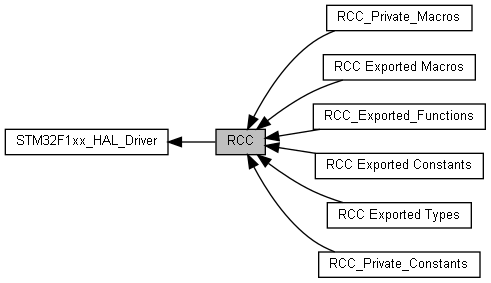 RCC_Private_Macros
RCC Exported Macros
RCC_Exported_Functions
STM32F1xx_HAL_Driver
RCC
RCC Exported Constants
RCC Exported Types
RCC_Private_Constants